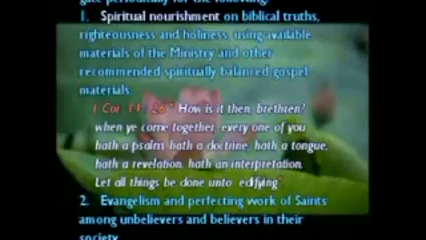 gate periodically for the following:
1. Spiritual nourishment on biblical truths,
righteousness and holiness, using available
materials of the Ministry and other
recommended spiritually balanced gospel
materials.
1 Cor. 14: 26" How is it then, brethren?
when ye come together, every one of you
hath a psalm, hath a doctrine, hath a tongue,
hath a revelation, hath an interpretation.
Let all things be done unto edifying"
2. Evangelism and perfecting work of Saints
among unbelievers and believers in their
society